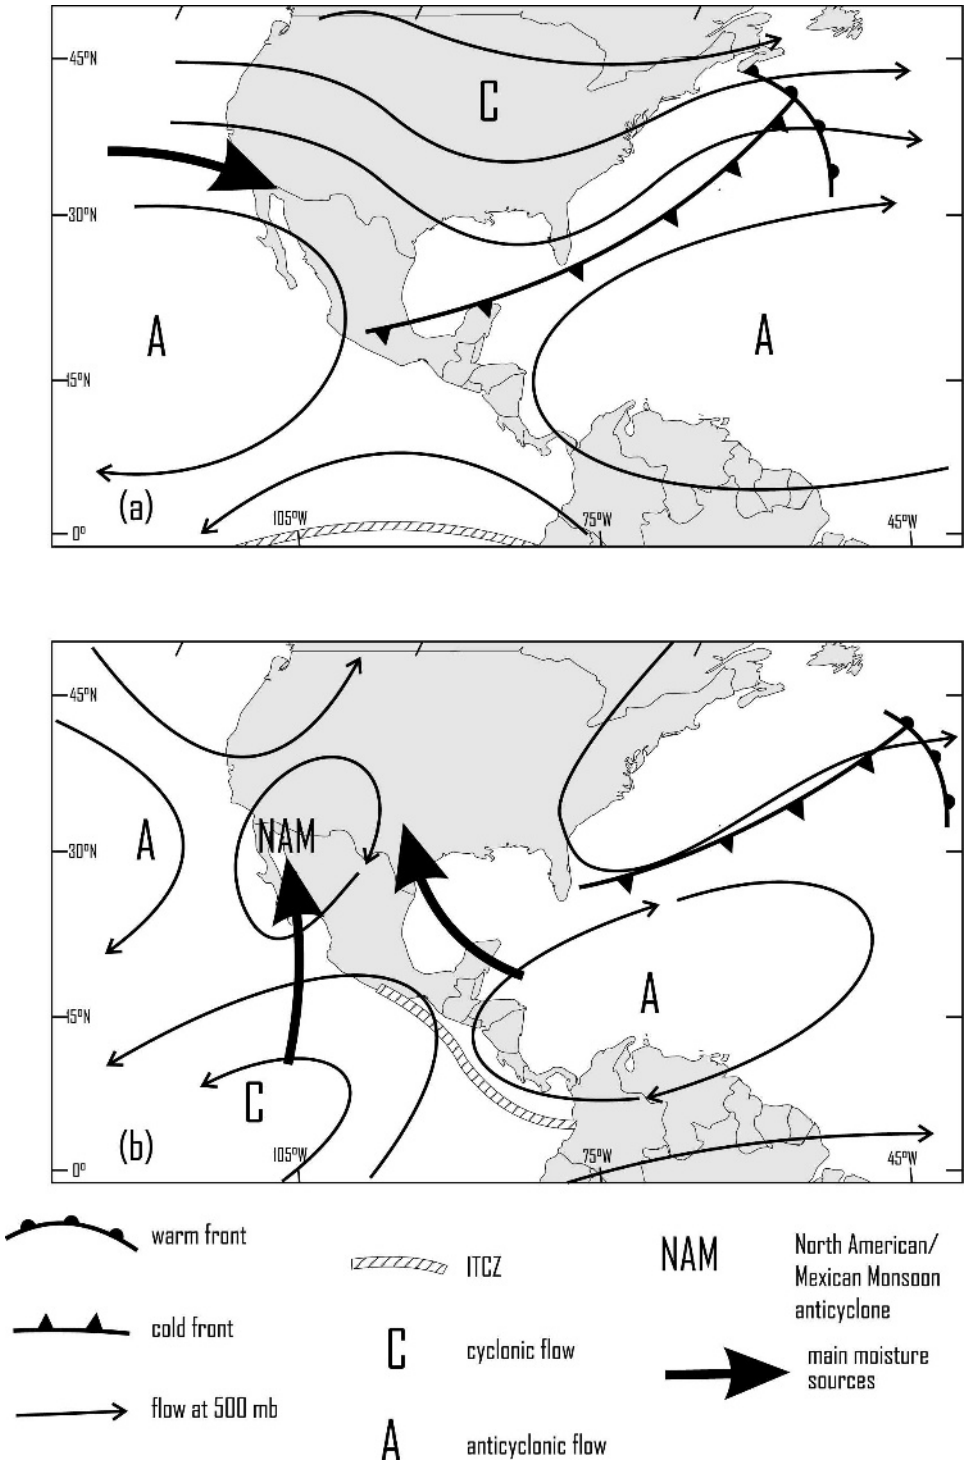 45ºN
C
30ºN
A
A
15ºN
(a)
105ºW
75ºW
45ºW
0º
45ºN
A
NAM
30ºN
A
15ºN
C
(b)
105ºW
75ºW
45ºW
0º
warm front
ITCZ
NAM
North American/
Mexican Monsoon
anticyclone
cold front
C
cyclonic flow
main moisture
sources
flow at 500 mb
A
anticyclonic flow